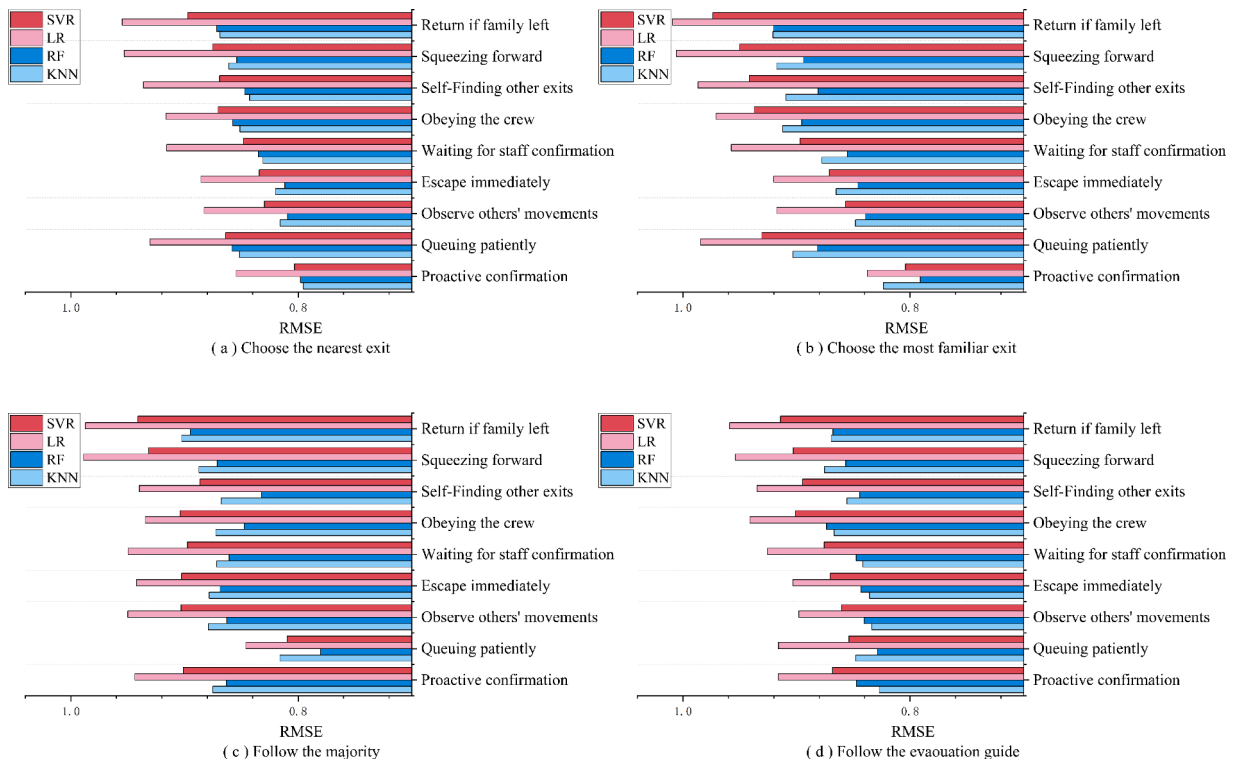 SVR
LR
RF
KNN
Return if family left
Squeezing forward
Self-Finding other exits
Obeying the crew
Waiting for staff confirmation
Escape immediately
Observe others' movements
Queuing patiently
Proactive confirmation
1.0
0.8
RMSE
( a ) Choose the nearest exit
SVR
LR
RF
KNN
Return if family left
Squeezing forward
Self-Finding other exits
Obeying the crew
Waiting for staff confirmation
Escape immediately
Observe others' movements
Queuing patiently
Proactive confirmation
1.0
0.8
RMSE
( b ) Choose the most familiar exit
SVR
LR
RF
KNN
Return if family left
Squeezing forward
Self-Finding other exits
Obeying the crew
Waiting for staff confirmation
Escape immediately
Observe others' movements
Queuing patiently
Proactive confirmation
1.0
0.8
RMSE
( c ) Follow the majority
SVR
LR
RF
KNN
Return if family left
Squeezing forward
Self-Finding other exits
Obeying the crew
Waiting for staff confirmation
Escape immediately
Observe others' movements
Queuing patiently
Proactive confirmation
1.0
0.8
RMSE
( d ) Follow the evaouation guide